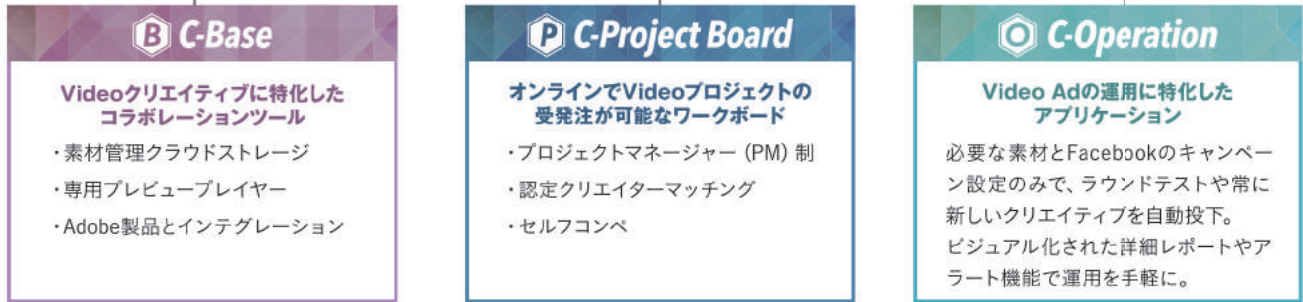 B C-Base
Videoクリエイティブに特化した
コラボレーションツール
・素材管理クラウドストレージ
・専用プレビュープレイヤー
・Adobe製品とインテグレーション
P C-Project Board
オンラインでVideoプロジェクトの
受発注が可能なワークボード
・プロジェクトマネージャー（PM）制
・認定クリエイターマッチング
・セルフコンペ
C-Operation
Video Adの運用に特化した
アプリケーション
必要な素材とFacebookのキャンペー
ン設定のみで、ラウンドテストや常に
新しいクリエイティブを自動投下。
ビジュアル化された詳細レポートやア
ラート機能で運用を手軽に。